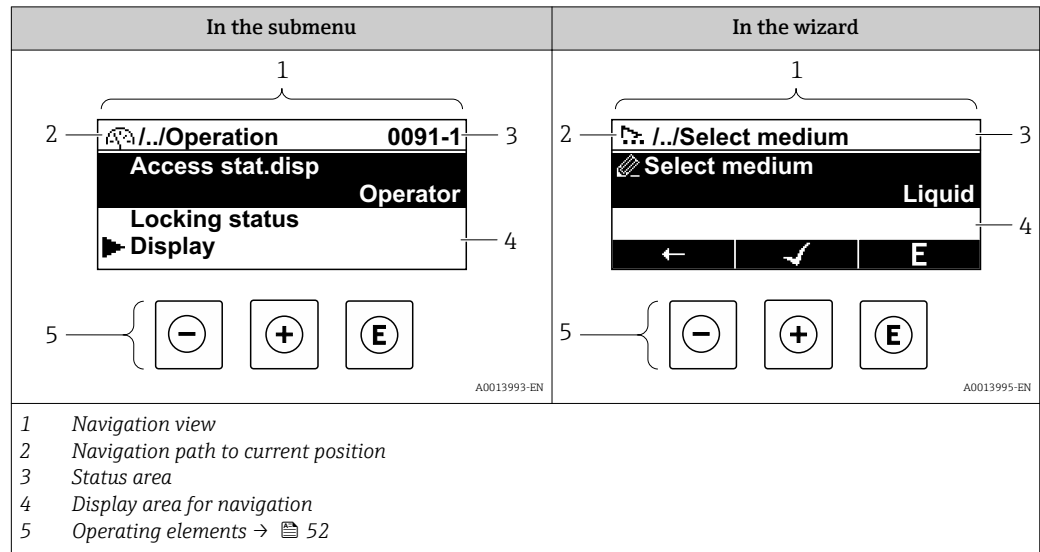 In the submenu
In the wizard
1
2
/../Operation 0091-1
3
Access stat.disp
Operator
Locking status
Display
4
5
- + E
A0013993-EN
1
2
/../Select medium
3
Select medium
Liquid
4
← ✓ E
5
- + E
A0013995-EN
1 Navigation view
2 Navigation path to current position
3 Status area
4 Display area for navigation
5 Operating elements → 52